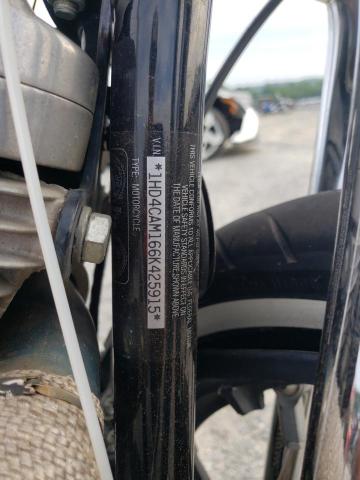 THIS VEHICLE CONFORMS TO ALL APPLICABLE U.S. FEDERAL
VEHICLE SAFETY STANDARDS IN EFFECT ON
THE DATE OF MANUFACTURE SHOWN ABOVE
V.I.N.
*1HD4CAM166K425915*
TYPE: MOTORCYCLE